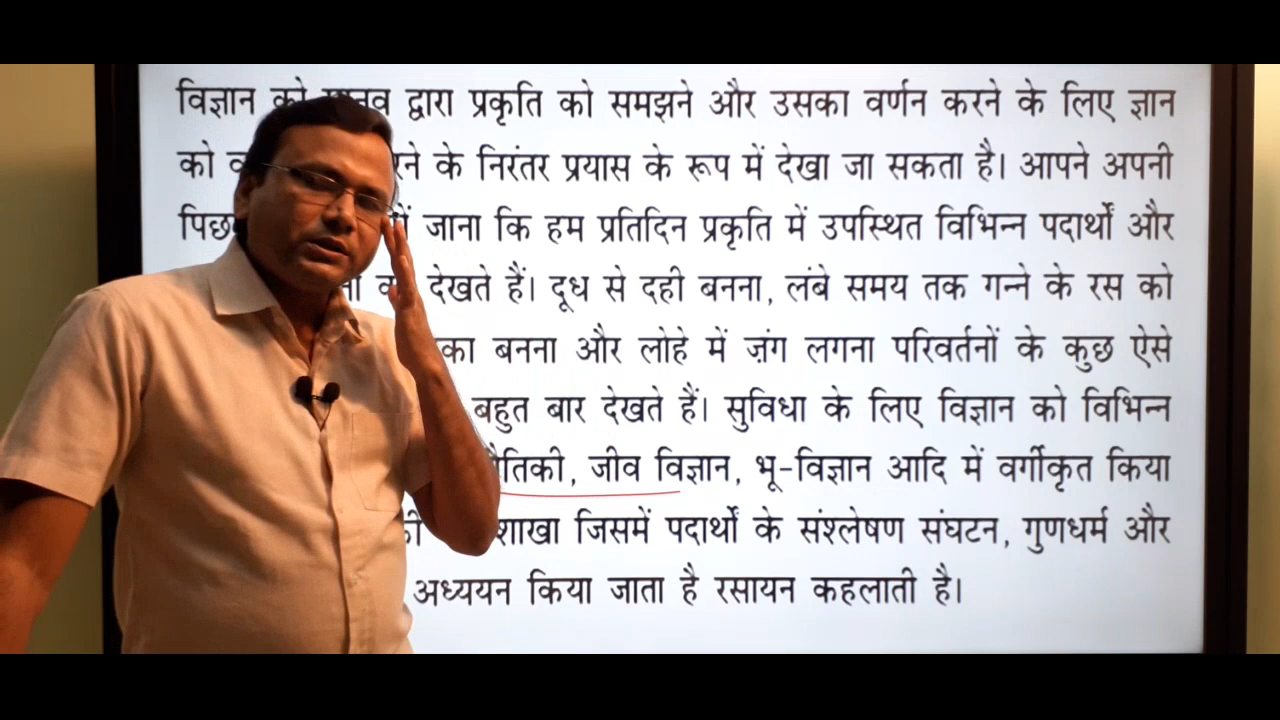 विज्ञान को मानव द्वारा प्रकृति को समझने और उसका वर्णन करने के लिए ज्ञान
को के निरंतर प्रयास के रूप में देखा जा सकता है। आपने अपनी
जाना कि हम प्रतिदिन प्रकृति में उपस्थित विभिन्न पदार्थों और
देखते हैं। दूध से दही बनना, लंबे समय तक गन्ने के रस को
का बनना और लोहे में ज़ंग लगना परिवर्तनों के कुछ ऐसे
बहुत बार देखते हैं। सुविधा के लिए विज्ञान को विभिन्न
जीव विज्ञान, भू-विज्ञान आदि में वर्गीकृत किया
शाखा जिसमें पदार्थों के संश्लेषण संघटन, गुणधर्म और
अध्ययन किया जाता है रसायन कहलाती है।